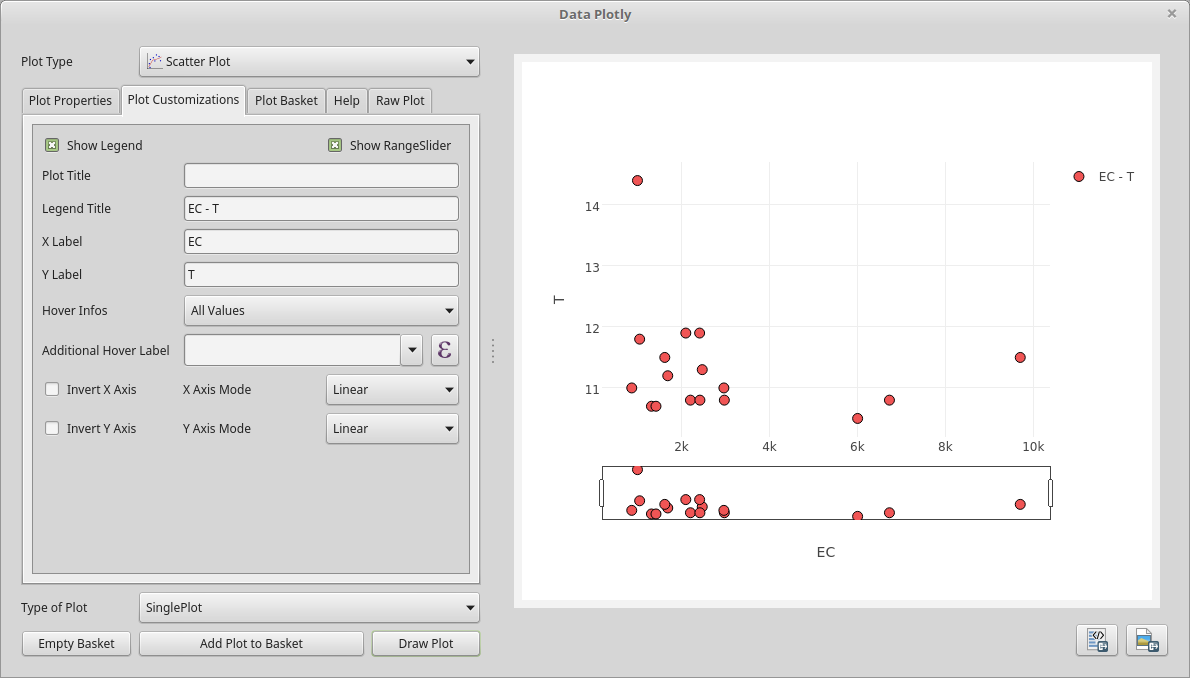 Data Plotly
Plot Type
Scatter Plot
Plot Properties
Plot Customizations
Plot Basket
Help
Raw Plot
Show Legend
Show RangeSlider
Plot Title
Legend Title
EC - T
X Label
EC
Y Label
T
Hover Infos
All Values
Additional Hover Label
ε
Invert X Axis
X Axis Mode
Linear
Invert Y Axis
Y Axis Mode
Linear
Type of Plot
SinglePlot
Empty Basket
Add Plot to Basket
Draw Plot
EC - T
14
13
12
11
T
2k
4k
6k
8k
10k
EC